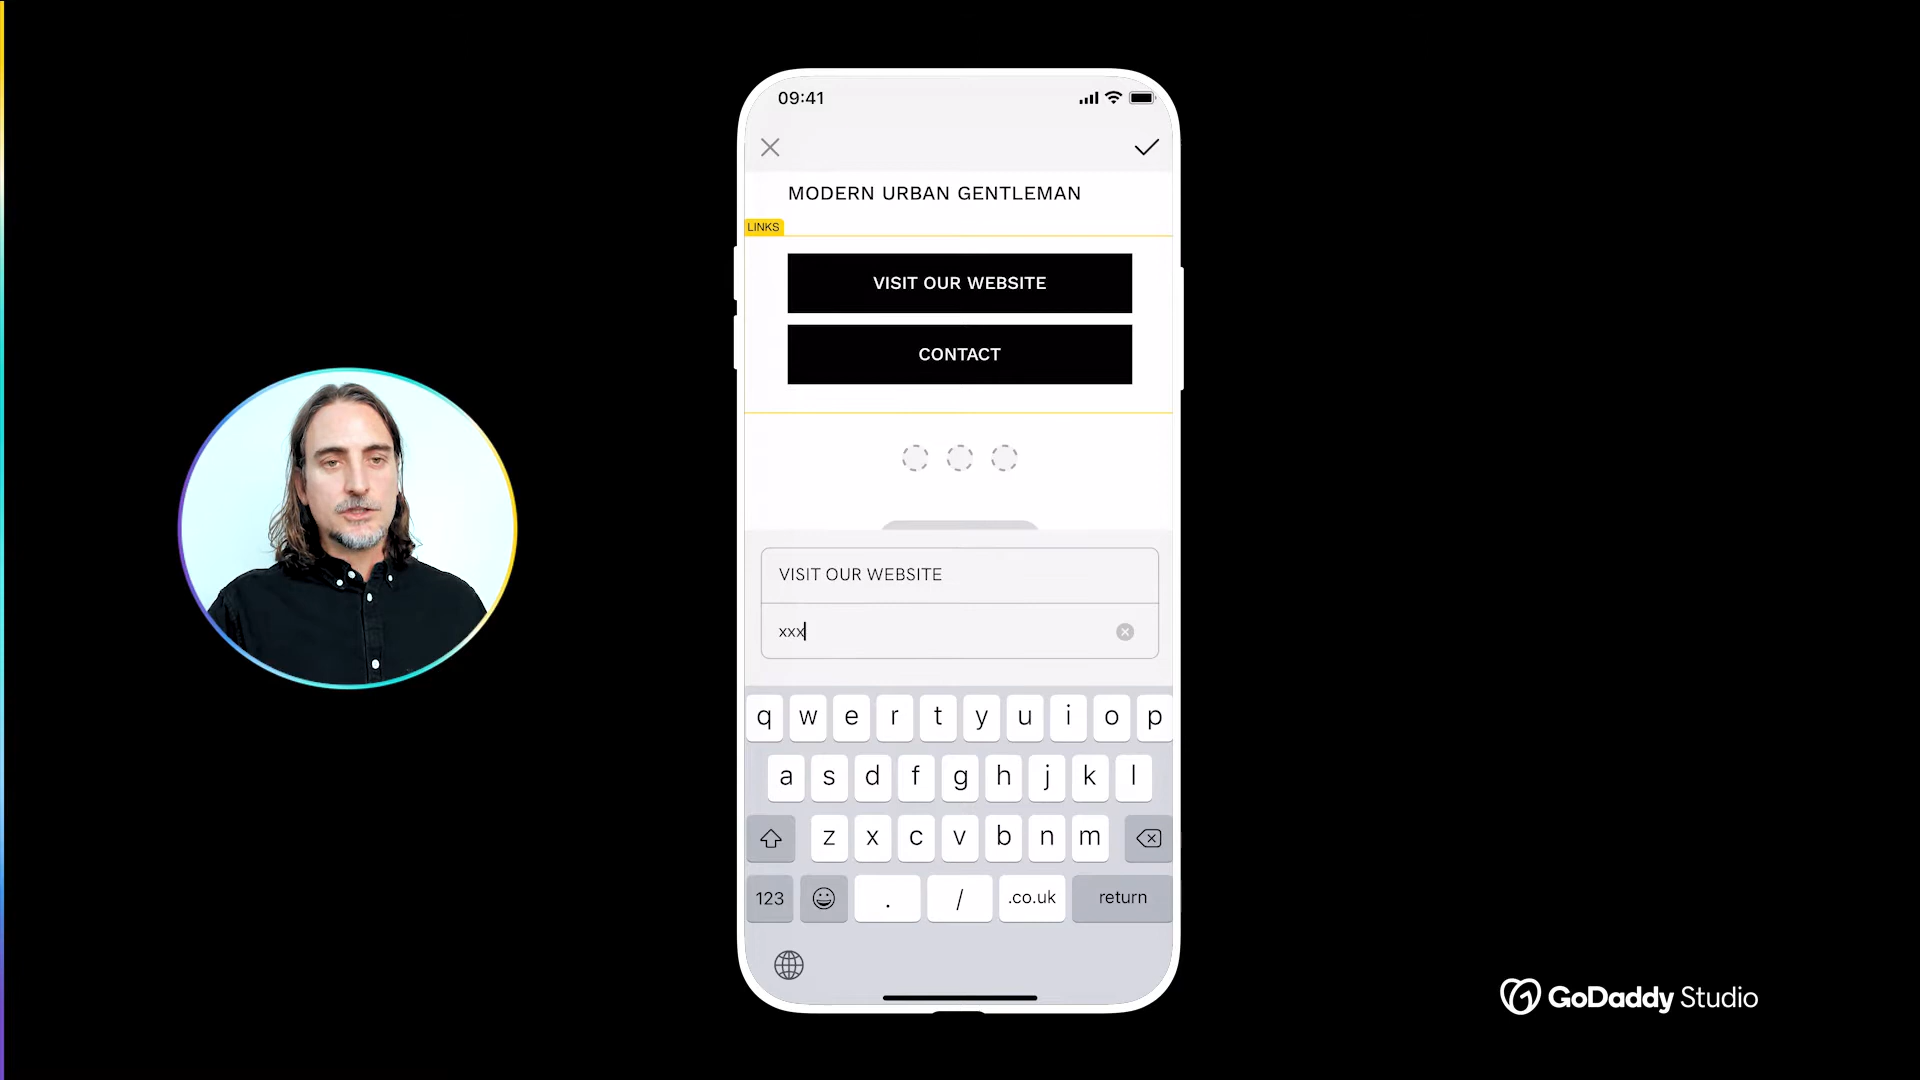 09:41
MODERN URBAN GENTLEMAN
LINKS
VISIT OUR WEBSITE
CONTACT
VISIT OUR WEBSITE
xxx
q w e r t y u i o p
a s d f g h j k l
z x c v b n m
123 . / .co.uk return
GoDaddy Studio